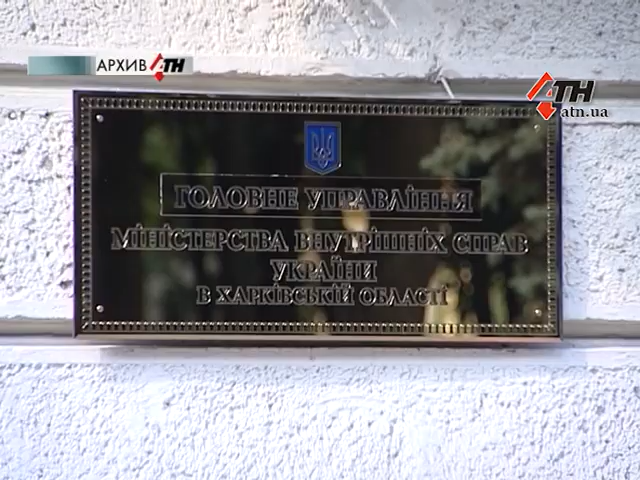 АРХИВ АТН
АТН
atn.ua
ГОЛОВНЕ УПРАВЛІННЯ
МІНІСТЕРСТВА ВНУТРІШНІХ СПРАВ
УКРАЇНИ
В ХАРКІВСЬКІЙ ОБЛАСТІ